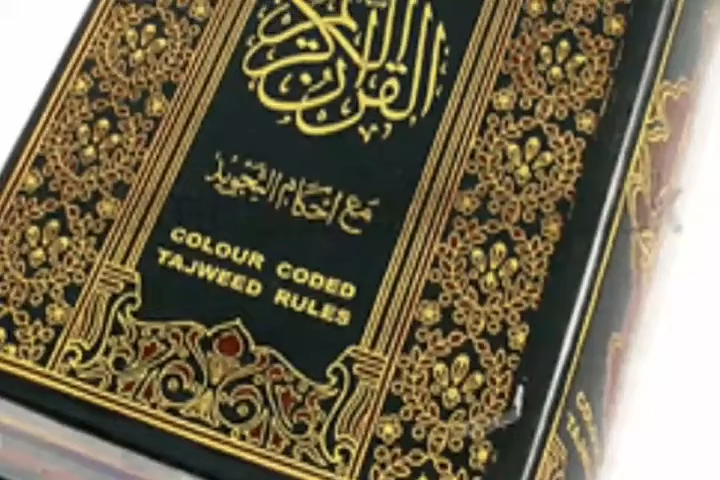 القرآن الكريم
مع أحكام التجويد
COLOUR CODED
TAJWEED RULES